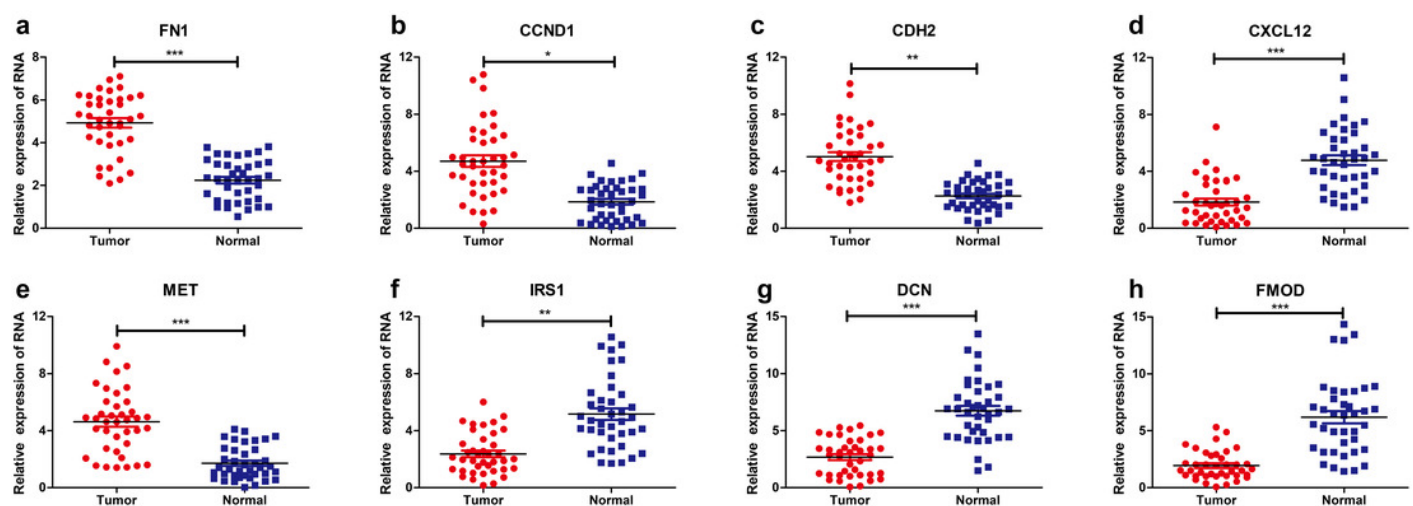 a FN1
Relative expression of RNA
8
6
4
2
0
***
Tumor Normal
b CCND1
Relative expression of RNA
12
8
4
0
*
Tumor Normal
c CDH2
Relative expression of RNA
12
8
4
0
**
Tumor Normal
d CXCL12
Relative expression of RNA
12
8
4
0
***
Tumor Normal
e MET
Relative expression of RNA
12
8
4
0
***
Tumor Normal
f IRS1
Relative expression of RNA
12
8
4
0
**
Tumor Normal
g DCN
Relative expression of RNA
15
10
5
0
***
Tumor Normal
h FMOD
Relative expression of RNA
15
10
5
0
***
Tumor Normal